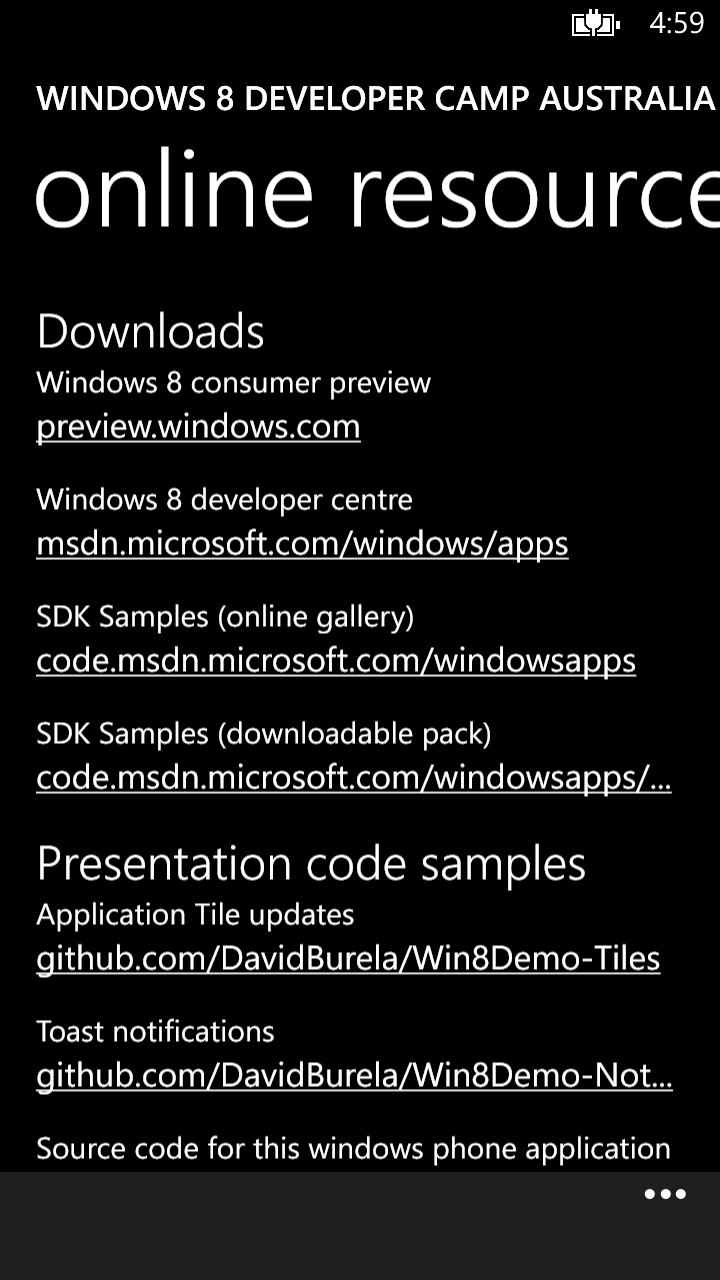 4:59
WINDOWS 8 DEVELOPER CAMP AUSTRALIA
online resource
Downloads
Windows 8 consumer preview
preview.windows.com
Windows 8 developer centre
msdn.microsoft.com/windows/apps
SDK Samples (online gallery)
code.msdn.microsoft.com/windowsapps
SDK Samples (downloadable pack)
code.msdn.microsoft.com/windowsapps/...
Presentation code samples
Application Tile updates
github.com/DavidBurela/Win8Demo-Tiles
Toast notifications
github.com/DavidBurela/Win8Demo-Not...
Source code for this windows phone application